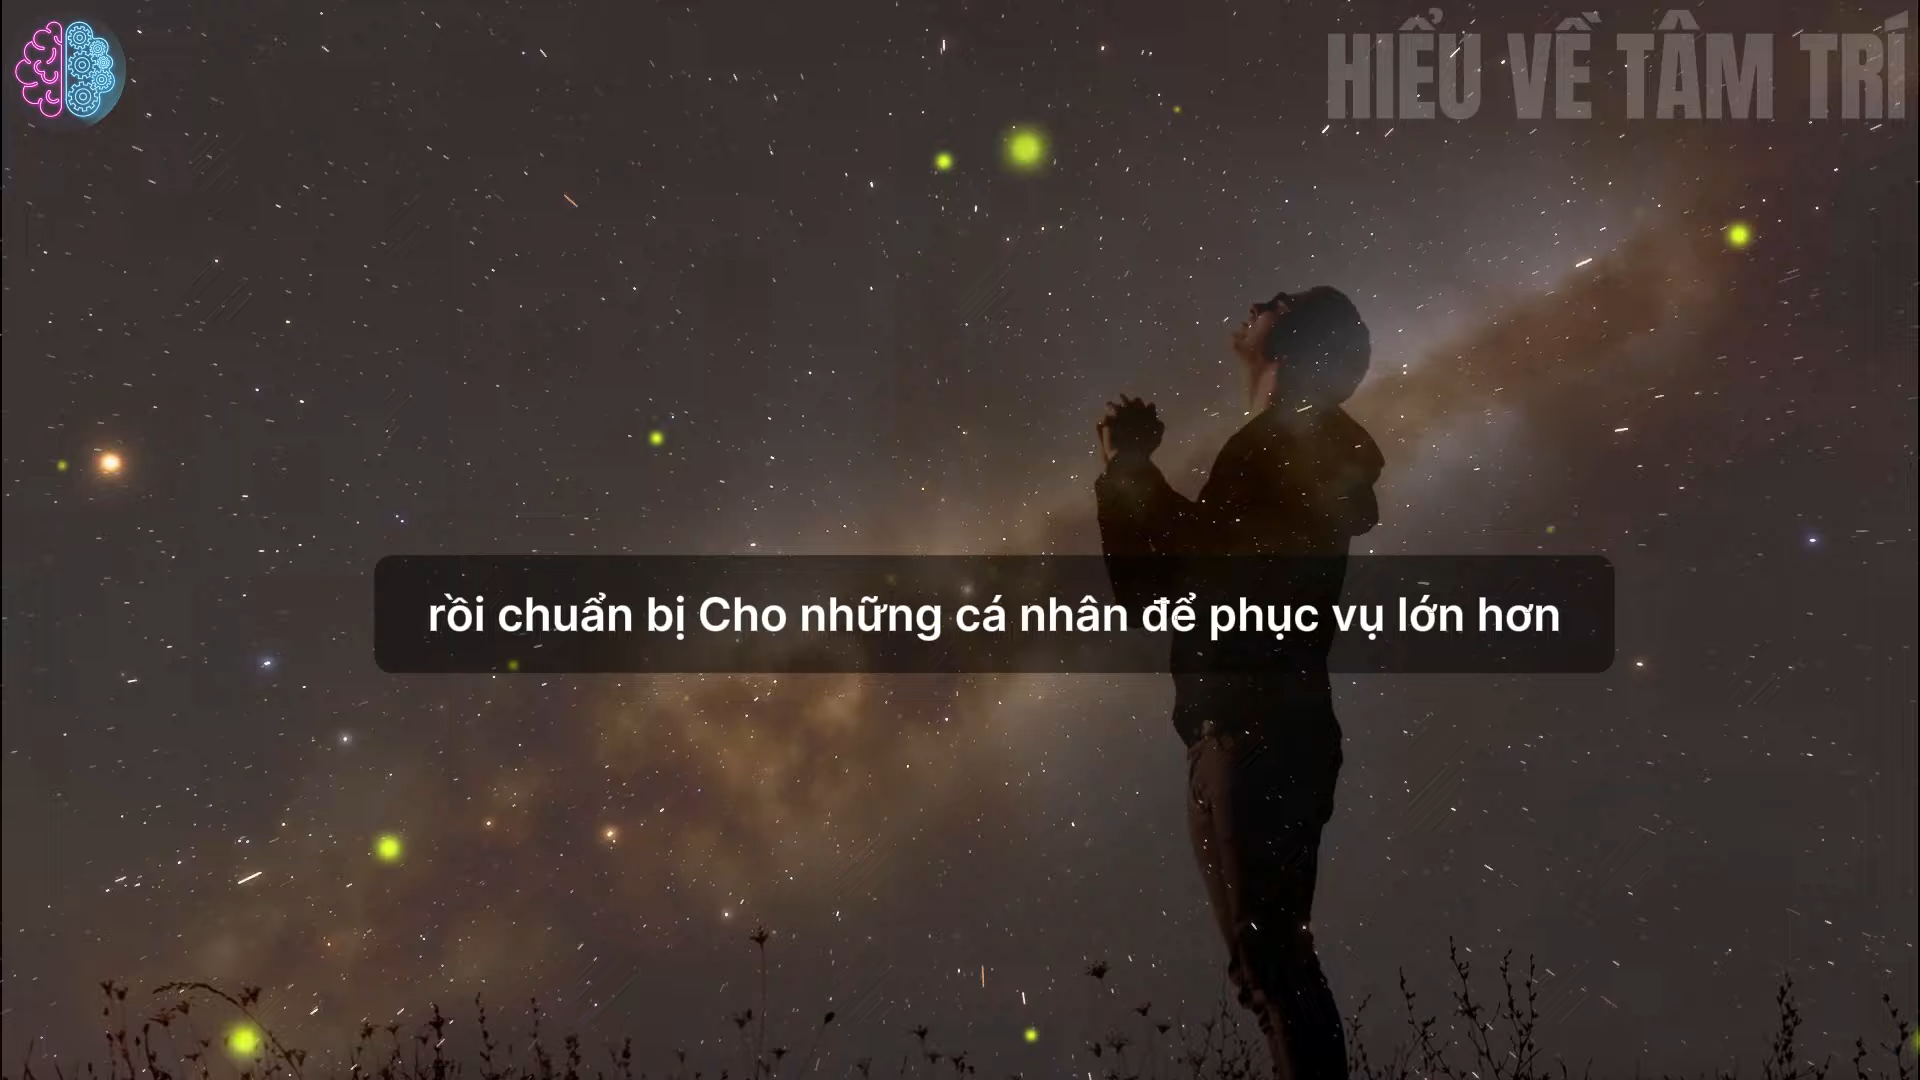 HIỂU VỀ TÂM TRÍ
rồi chuẩn bị Cho những cá nhân để phục vụ lớn hơn